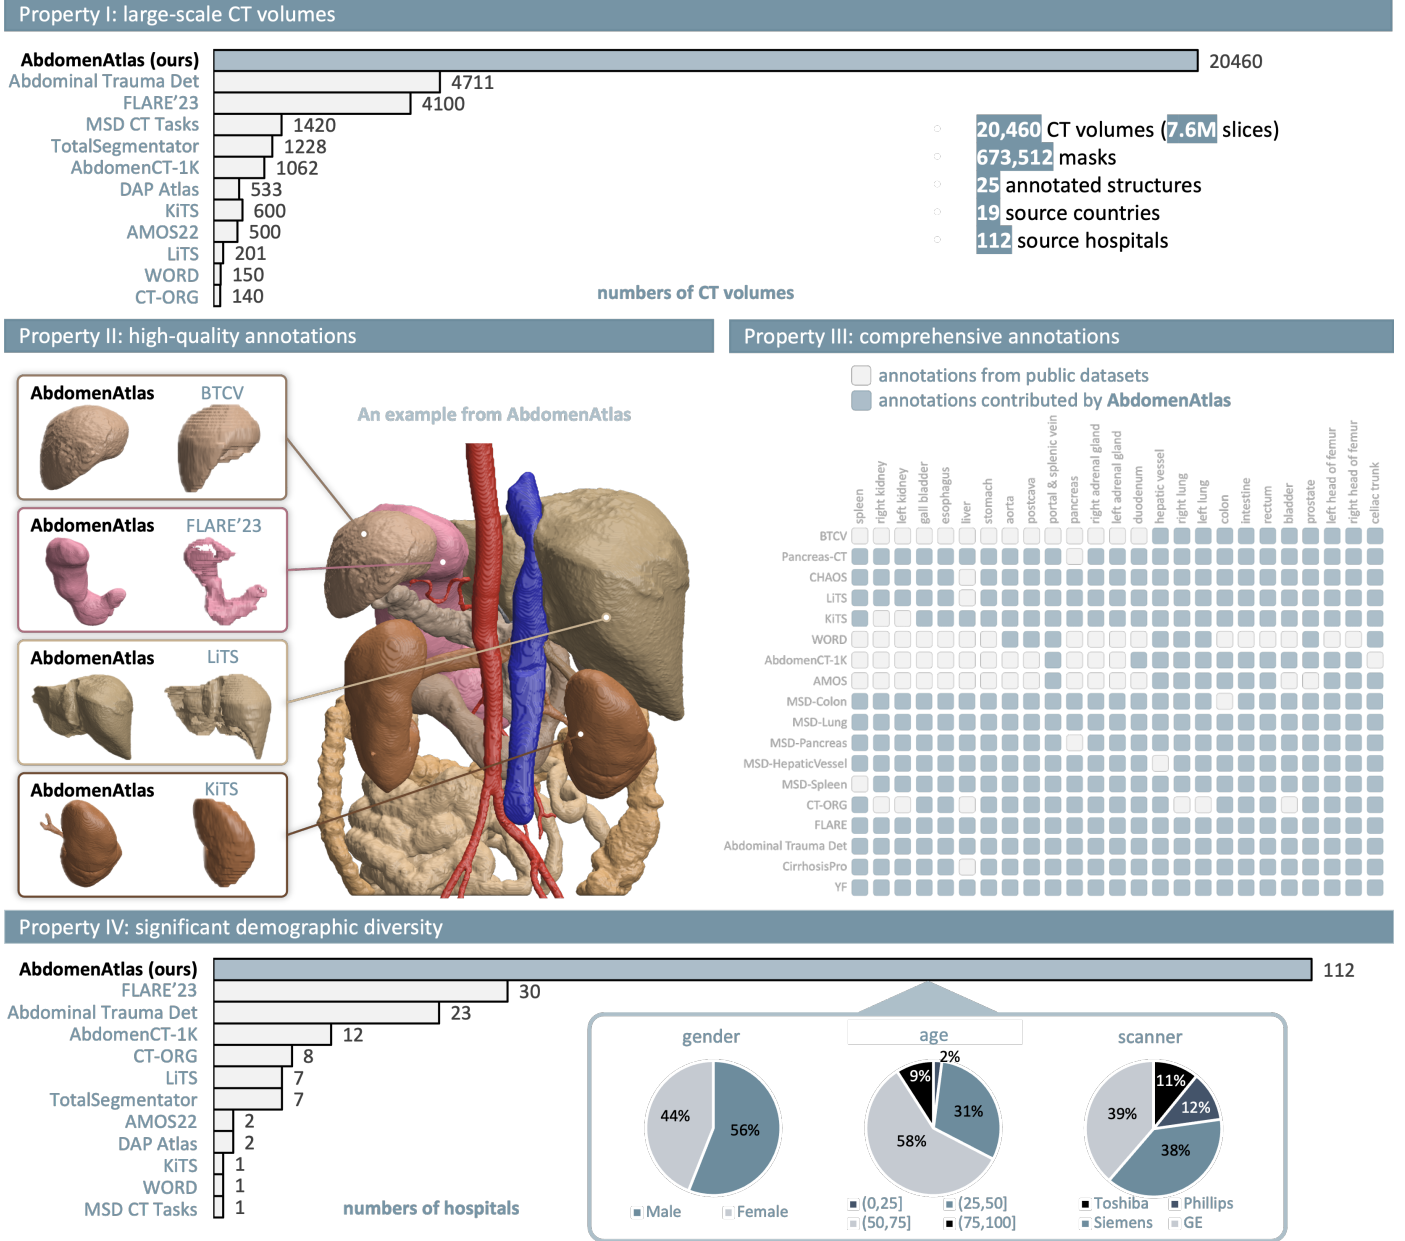 Property I: large-scale CT volumes
AbdomenAtlas (ours) 20460
Abdominal Trauma Det 4711
FLARE'23 4100
MSD CT Tasks 1420
TotalSegmentator 1228
AbdomenCT-1K 1062
DAP Atlas 533
KiTS 600
AMOS22 500
LiTS 201
WORD 150
CT-ORG 140
numbers of CT volumes
20,460 CT volumes (7.6M slices)
673,512 masks
25 annotated structures
19 source countries
112 source hospitals
Property II: high-quality annotations
AbdomenAtlas BTCV
AbdomenAtlas FLARE'23
AbdomenAtlas LiTS
AbdomenAtlas KiTS
An example from AbdomenAtlas
Property III: comprehensive annotations
annotations from public datasets
annotations contributed by AbdomenAtlas
spleen
right kidney
left kidney
gall bladder
esophagus
liver
stomach
aorta
postcava
portal & splenic vein
pancreas
right adrenal gland
left adrenal gland
duodenum
hepatic vessel
right lung
left lung
colon
intestine
rectum
bladder
prostate
left head of femur
right head of femur
celiac trunk
BTCV
Pancreas-CT
CHAOS
LiTS
KiTS
WORD
AbdomenCT-1K
AMOS
MSD-Colon
MSD-Lung
MSD-Pancreas
MSD-HepaticVessel
MSD-Spleen
CT-ORG
FLARE
Abdominal Trauma Det
CirrhosisPro
YF
Property IV: significant demographic diversity
AbdomenAtlas (ours) 112
FLARE'23 30
Abdominal Trauma Det 23
AbdomenCT-1K 12
CT-ORG 8
LiTS 7
TotalSegmentator 7
AMOS22 2
DAP Atlas 2
KiTS 1
WORD 1
MSD CT Tasks 1
numbers of hospitals
gender
44% 56%
Male Female
age
2%
9%
31%
58%
(0,25] (25,50]
(50,75] (75,100]
scanner
11%
12%
39%
38%
Toshiba Phillips
Siemens GE